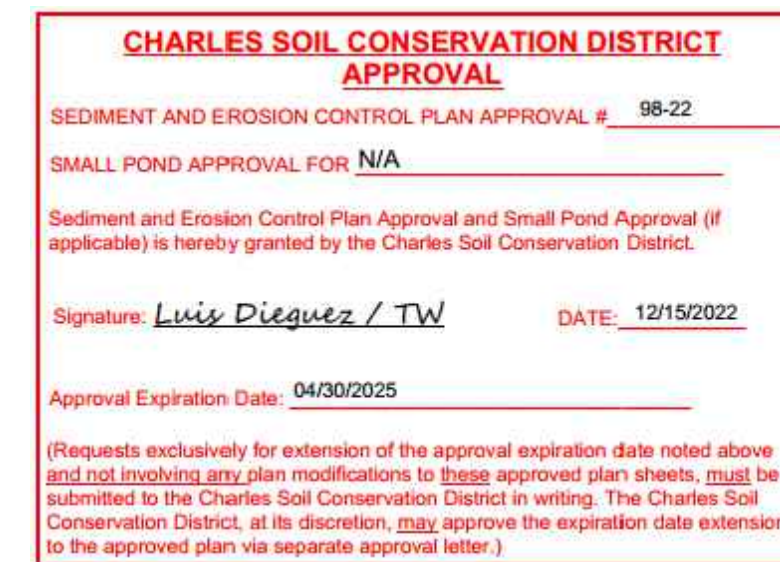 CHARLES SOIL CONSERVATION DISTRICT
APPROVAL
SEDIMENT AND EROSION CONTROL PLAN APPROVAL # 98-22
SMALL POND APPROVAL FOR N/A
Sediment and Erosion Control Plan Approval and Small Pond Approval (if
applicable) is hereby granted by the Charles Soil Conservation District.
Signature: Luis Dieguez / TW DATE: 12/15/2022
Approval Expiration Date: 04/30/2025
(Requests exclusively for extension of the approval expiration date noted above
and not involving any plan modifications to these approved plan sheets, must be
submitted to the Charles Soil Conservation District in writing. The Charles Soil
Conservation District, at its discretion, may approve the expiration date extension
to the approved plan via separate approval letter.)